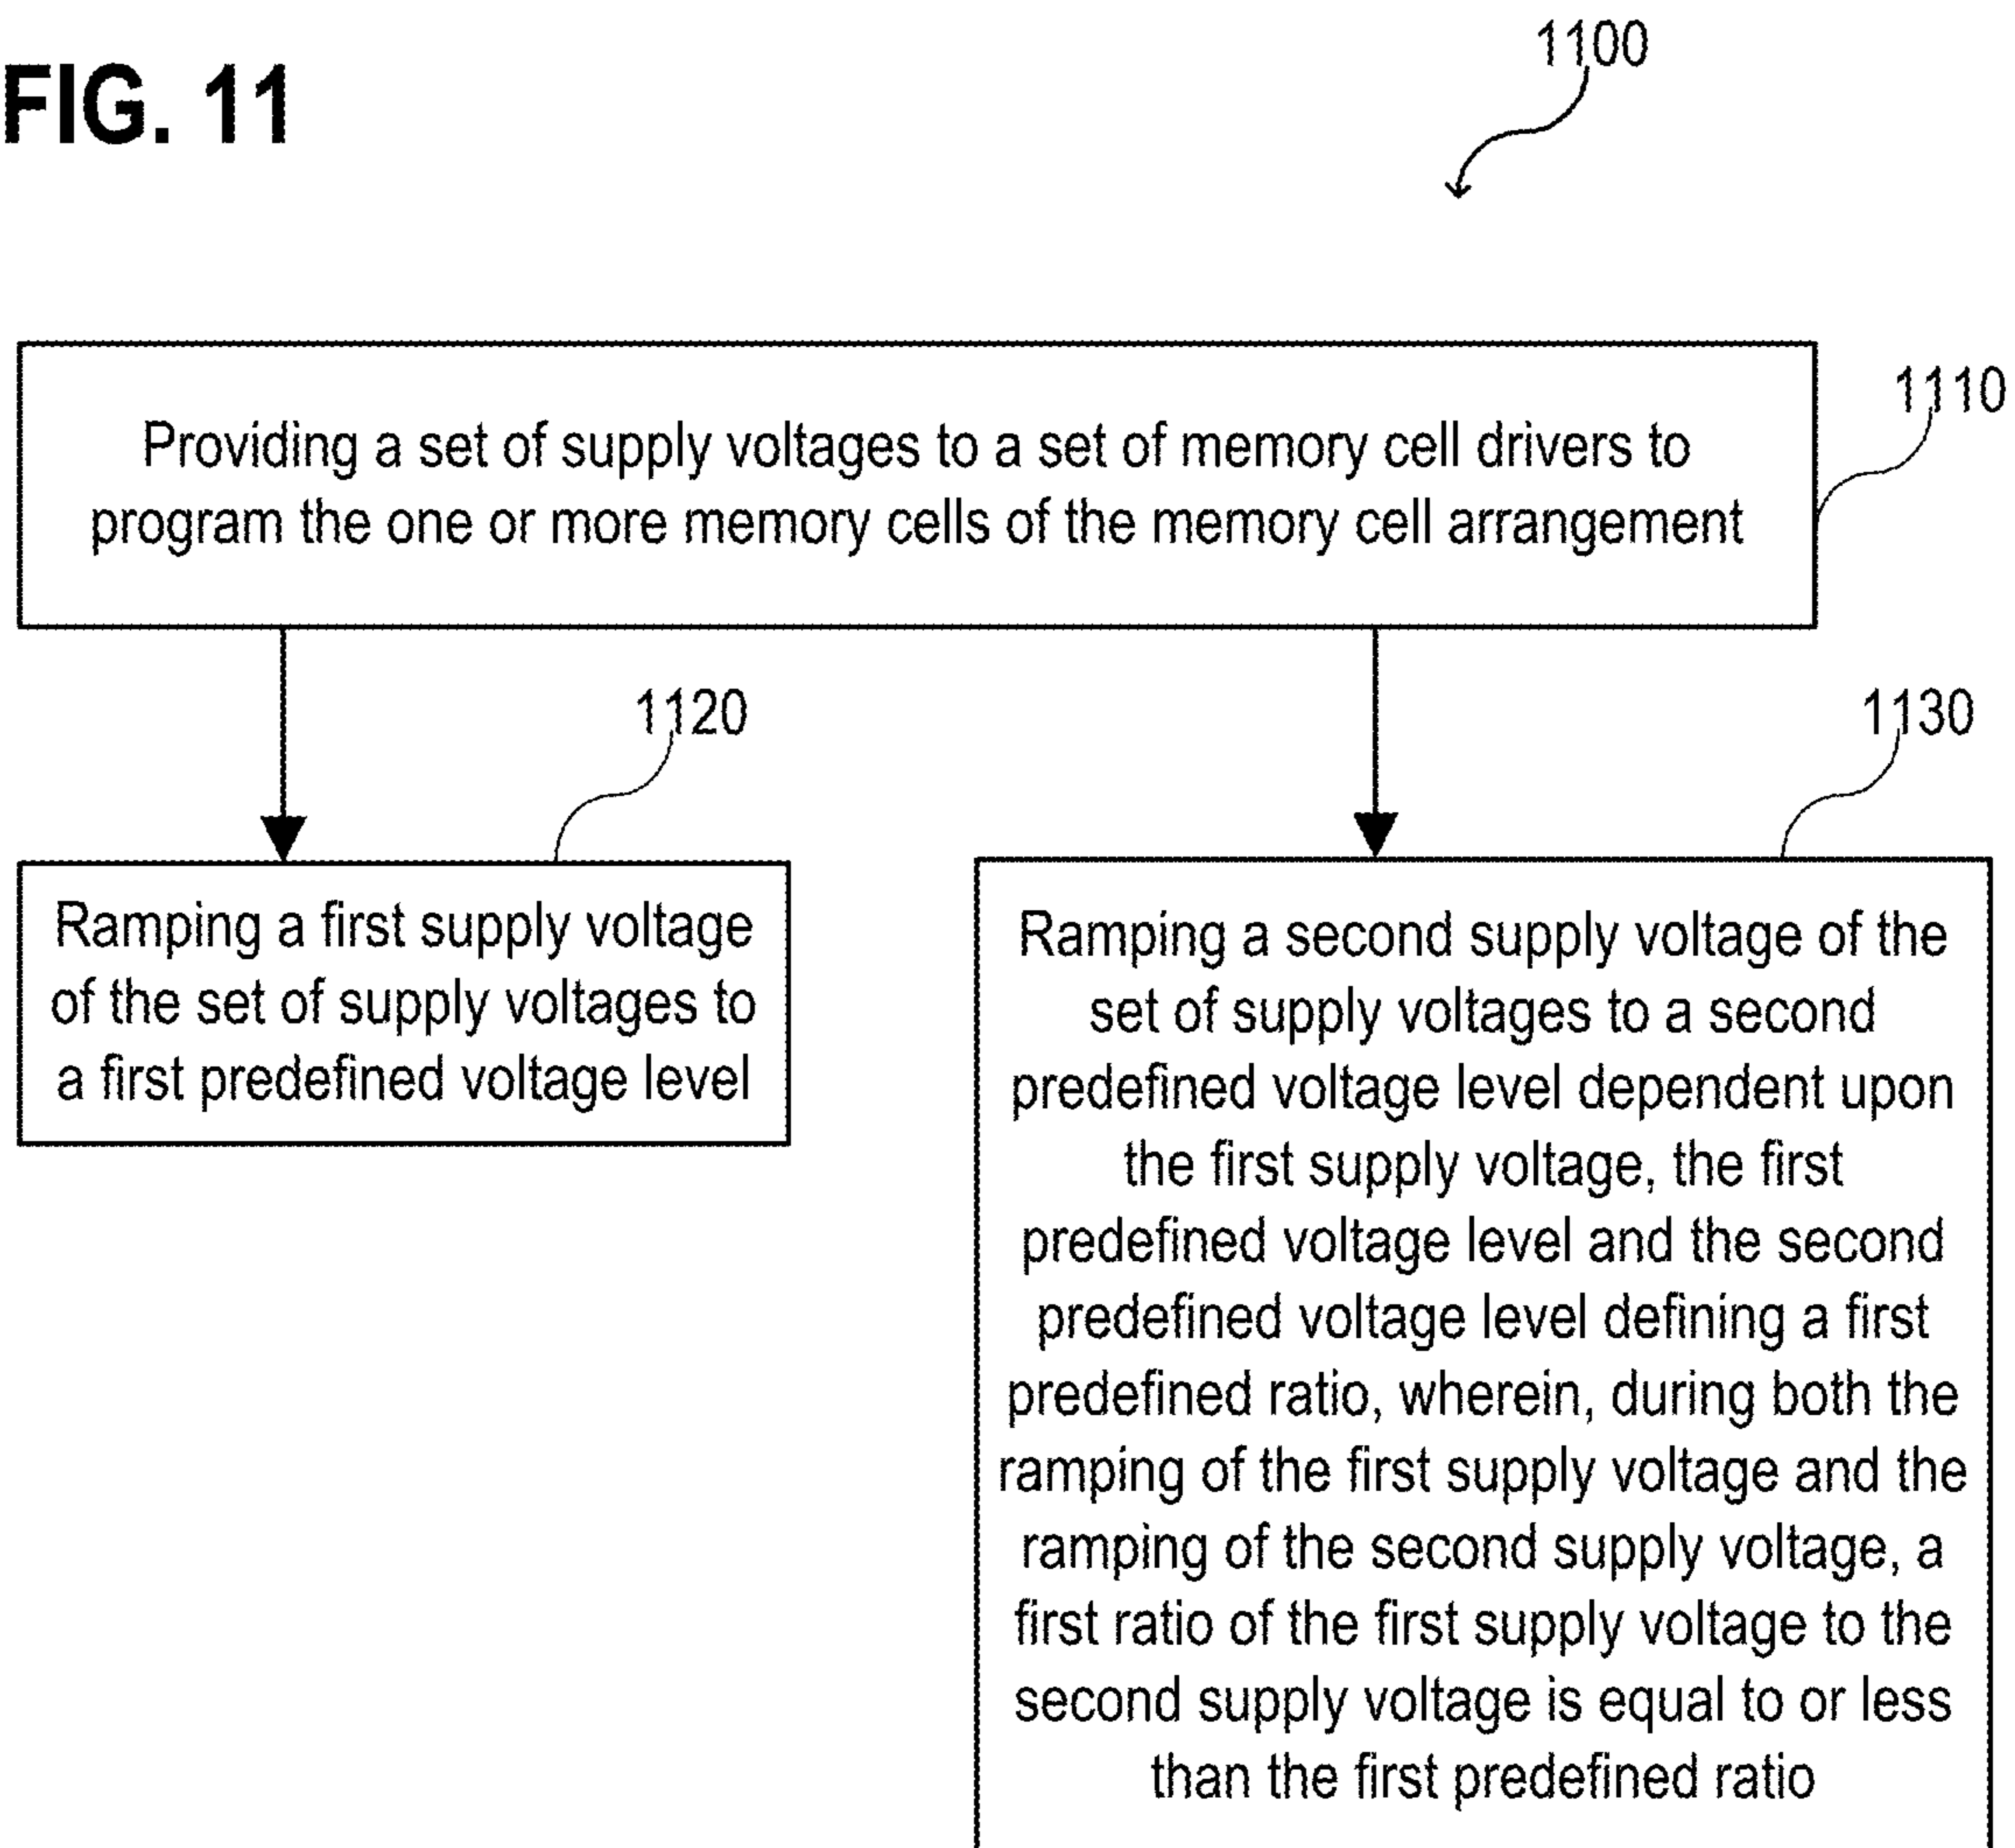 FIG. 11
1100
1110
Providing a set of supply voltages to a set of memory cell drivers to
program the one or more memory cells of the memory cell arrangement
1120
1130
Ramping a first supply voltage
of the set of supply voltages to
a first predefined voltage level
Ramping a second supply voltage of the
set of supply voltages to a second
predefined voltage level dependent upon
the first supply voltage, the first
predefined voltage level and the second
predefined voltage level defining a first
predefined ratio, wherein, during both the
ramping of the first supply voltage and the
ramping of the second supply voltage, a
first ratio of the first supply voltage to the
second supply voltage is equal to or less
than the first predefined ratio